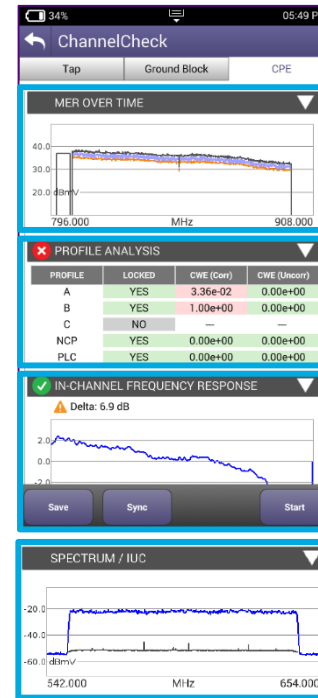 34% 05:49 P
ChannelCheck
Tap Ground Block CPE
MER OVER TIME
40.0
30.0
20.0 dBmV
796.000 MHz 908.000
PROFILE ANALYSIS
PROFILE LOCKED CWE (Corr) CWE (Uncorr)
A YES 3.36e-02 0.00e+00
B YES 1.00e+00 0.00e+00
C NO --- ---
NCP YES 0.00e+00 0.00e+00
PLC YES 0.00e+00 0.00e+00
IN-CHANNEL FREQUENCY RESPONSE
Delta: 6.9 dB
2.0
0.0
-2.0
Save Sync Start
SPECTRUM / IUC
-20.0
-40.0
-60.0 dBmV
542.000 MHz 654.000